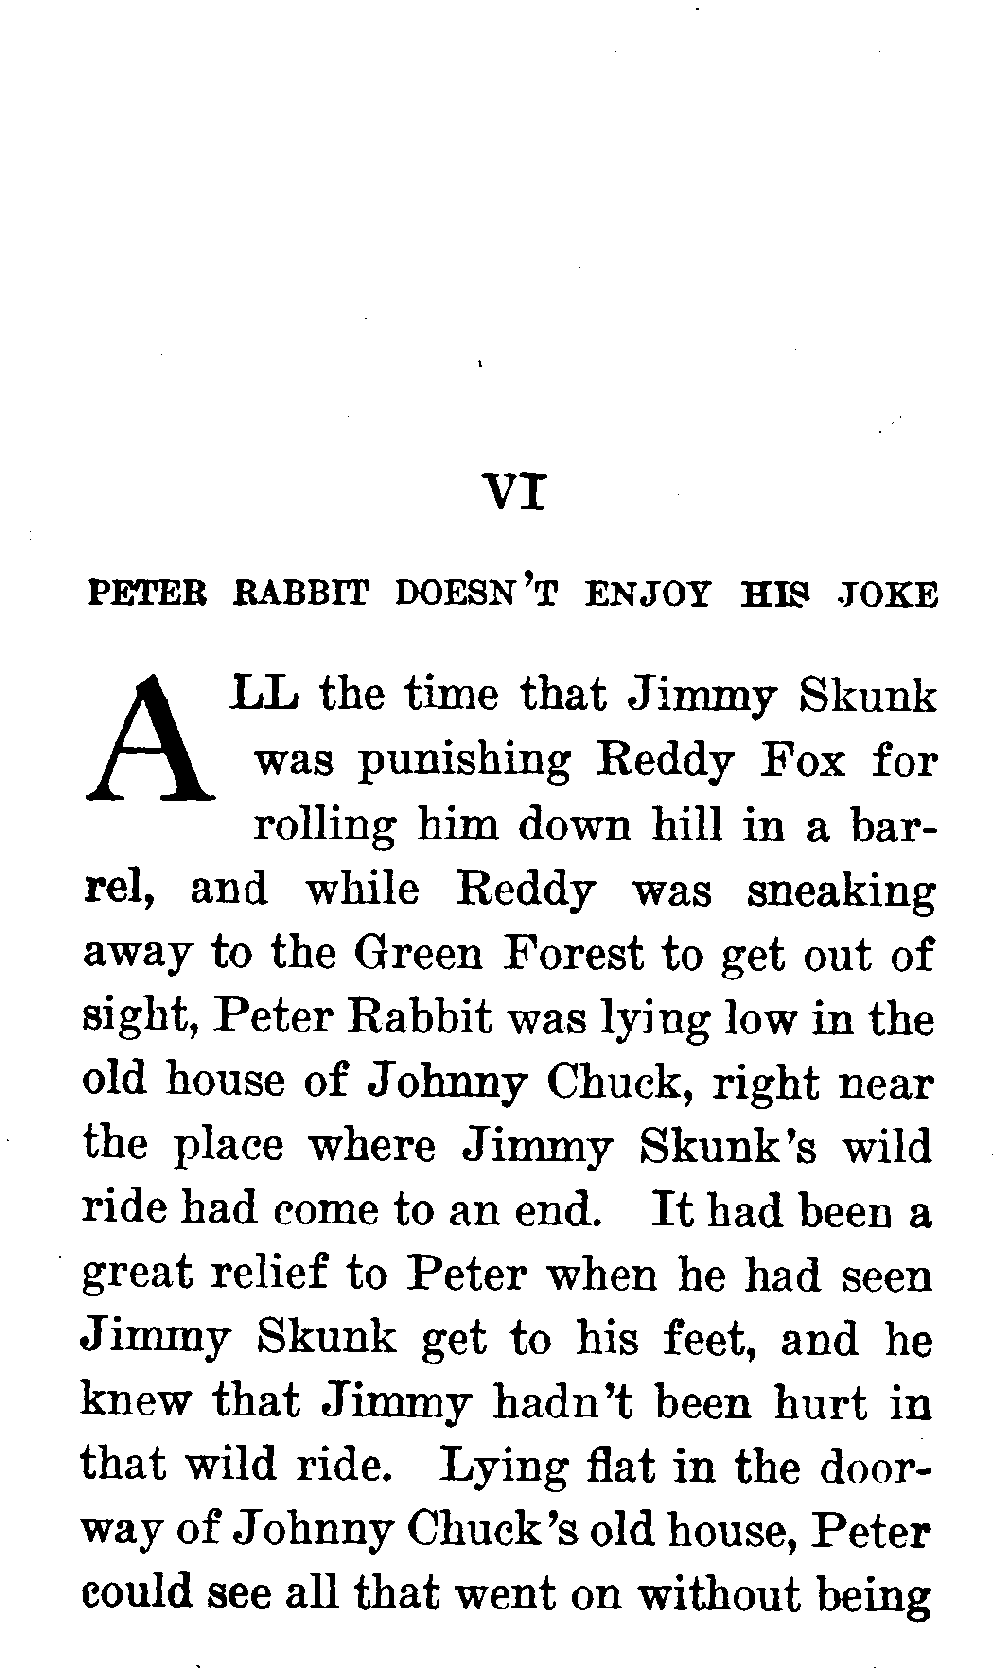 VI
PETER RABBIT DOESN'T ENJOY HIS JOKE
ALL the time that Jimmy Skunk
was punishing Reddy Fox for
rolling him down hill in a bar-
rel, and while Reddy was sneaking
away to the Green Forest to get out of
sight, Peter Rabbit was lying low in the
old house of Johnny Chuck, right near
the place where Jimmy Skunk's wild
ride had come to an end. It had been a
great relief to Peter when he had seen
Jimmy Skunk get to his feet, and he
knew that Jimmy hadn't been hurt in
that wild ride. Lying flat in the door-
way of Johnny Chuck's old house, Peter
could see all that went on without being